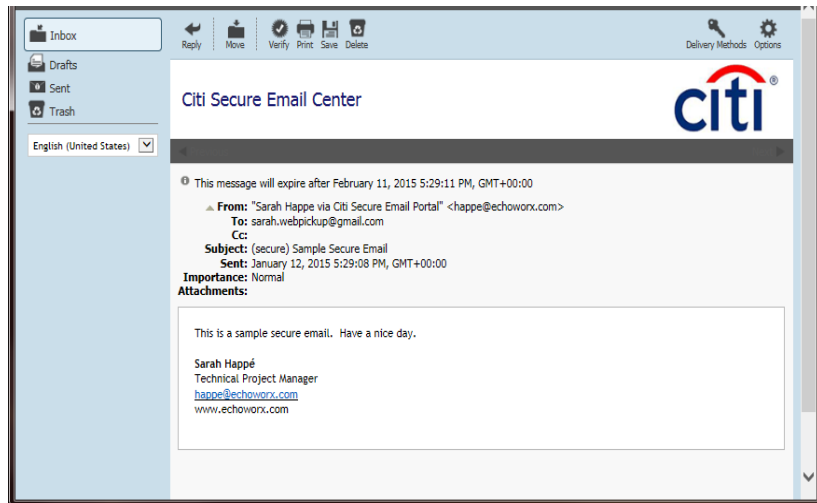 Inbox
Drafts
Sent
Trash
English (United States)
Reply Move Verify Print Save Delete Delivery Methods Options
Citi Secure Email Center
citi®
This message will expire after February 11, 2015 5:29:11 PM, GMT+00:00
From: "Sarah Happe via Citi Secure Email Portal" <happe@echoworx.com>
To: sarah.webpickup@gmail.com
Cc:
Subject: (secure) Sample Secure Email
Sent: January 12, 2015 5:29:08 PM, GMT+00:00
Importance: Normal
Attachments:
This is a sample secure email. Have a nice day.
Sarah Happé
Technical Project Manager
happe@echoworx.com
www.echoworx.com